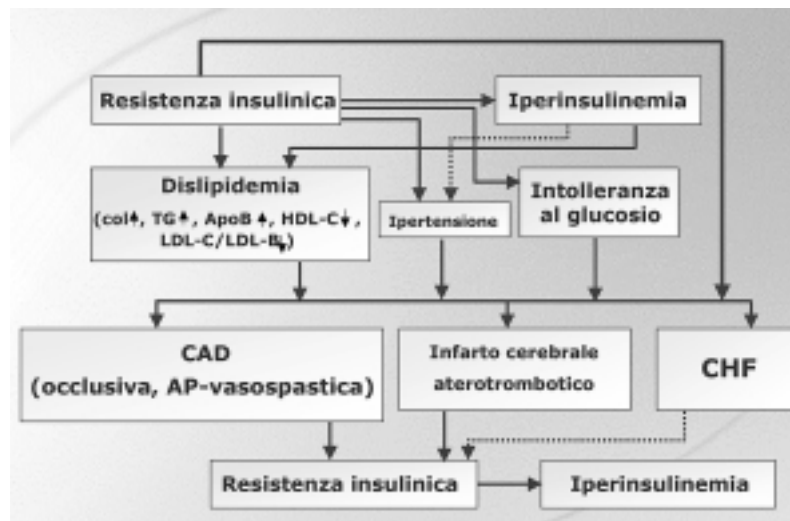 Resistenza insulinica
Iperinsulinemia
Dislipidemia
(col↑, TG↑, ApoB ↑, HDL-C↓,
LDL-C/LDL-B↓)
Ipertensione
Intolleranza
al glucosio
CAD
(occlusiva, AP-vasospastica)
Infarto cerebrale
aterotrombotico
CHF
Resistenza insulinica
Iperinsulinemia